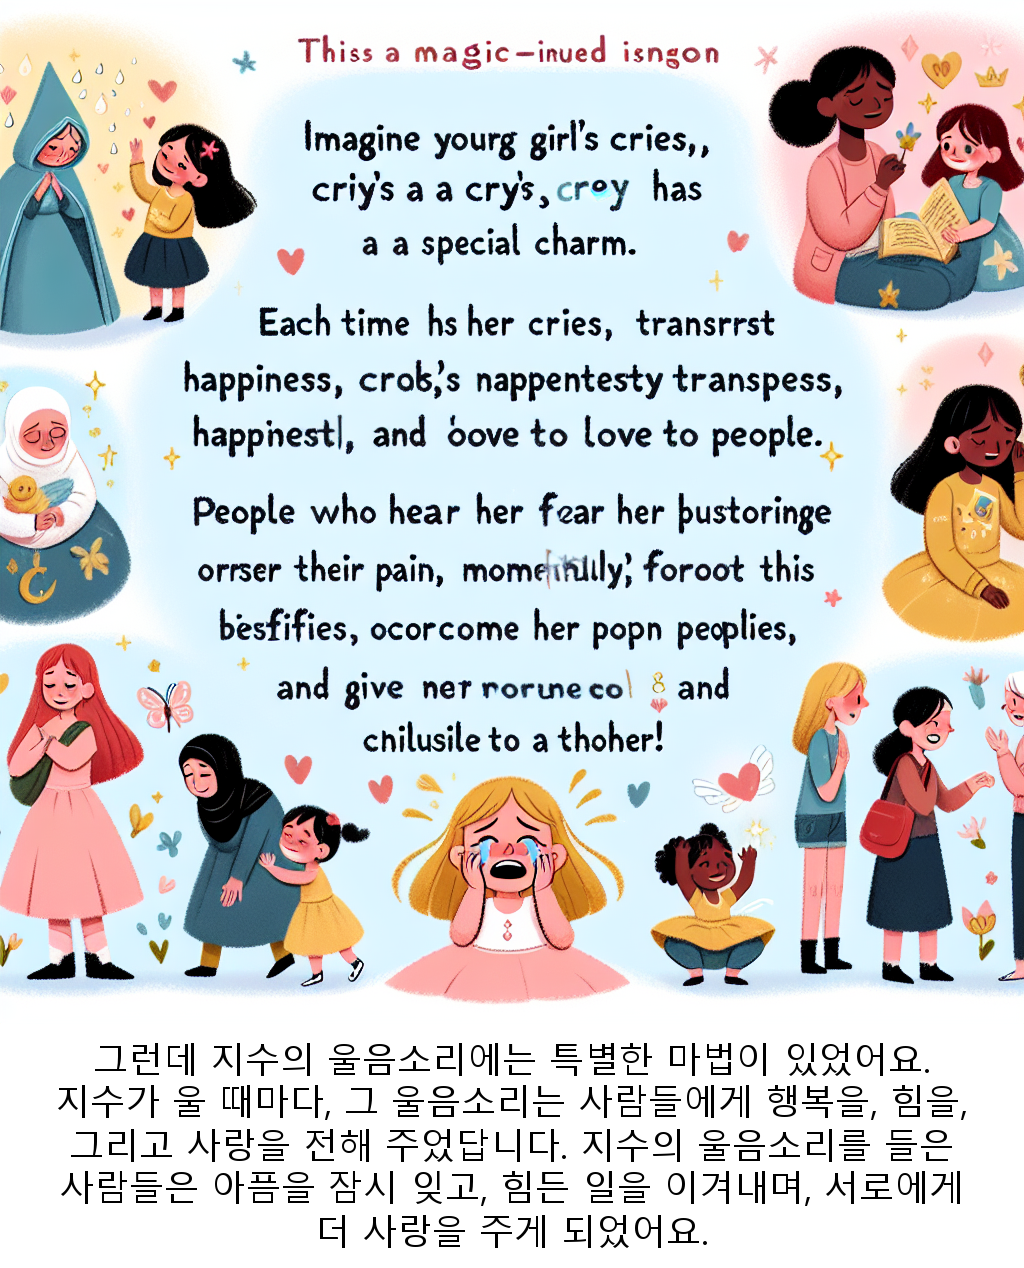 Thiss a magic-inued isngon
Imagine yourg girl's cries,,
criy's a a cry's, croy has
a a special charm.
Each time hs her cries, transrrst
happiness, crob,'s nappentesty transpess,
happinestl, and oove to love to people.
People who hear her fear her pustoringe
orrser their pain, foroot this
besfifies, ocorcome her popn peoplies,
and give ner rorune col and
cnilusile to a thoher!
그런데 지수의 울음소리에는 특별한 마법이 있었어요.
지수가 울 때마다, 그 울음소리는 사람들에게 행복을, 힘을,
그리고 사랑을 전해 주었답니다. 지수의 울음소리를 들은
사람들은 아픔을 잠시 잊고, 힘든 일을 이겨내며, 서로에게
더 사랑을 주게 되었어요.